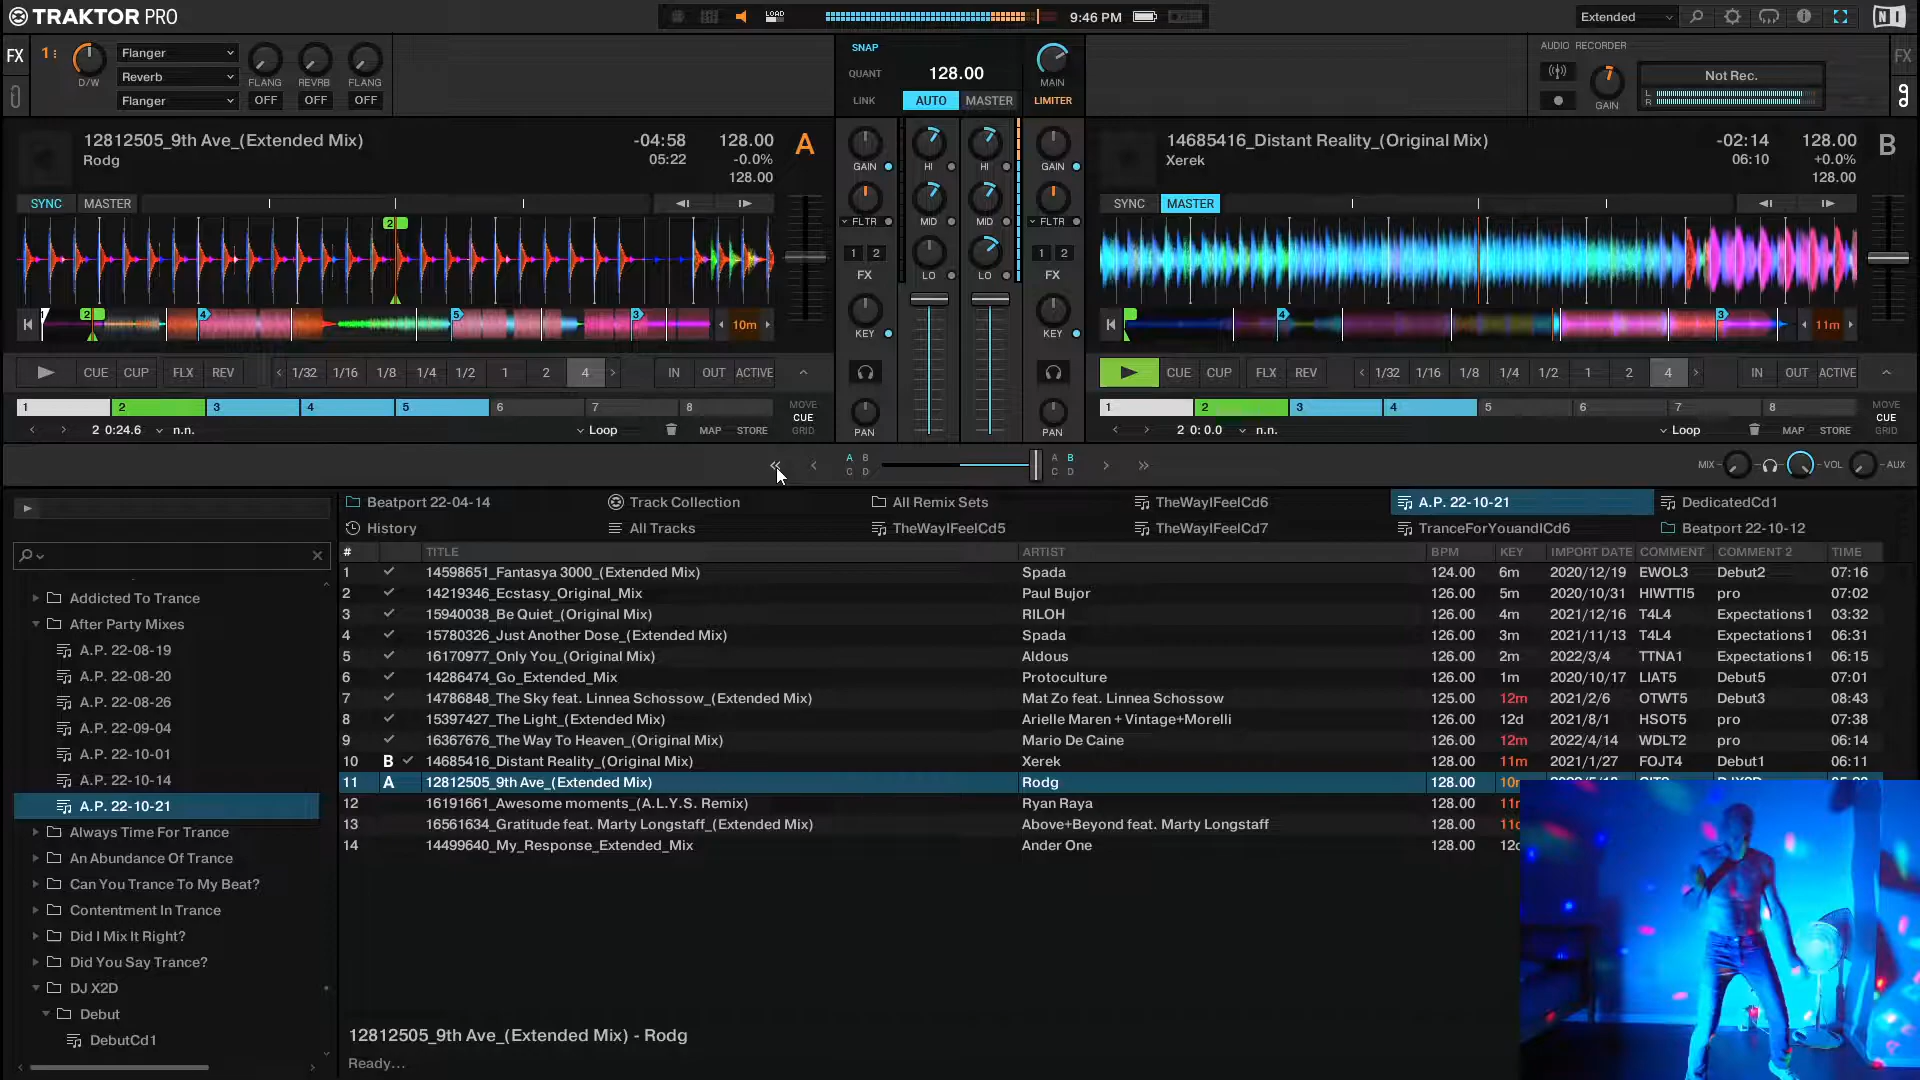 TRAKTOR PRO
LOAD
9:46 PM
Extended
FX
1
D/W
Flanger
Reverb
Flanger
FLANG REVRB FLANG
OFF OFF OFF
SNAP
QUANT
LINK
128.00
AUTO MASTER
MAIN
LIMITER
AUDIO RECORDER
GAIN
Not Rec.
L
R
FX
12812505_9th Ave_(Extended Mix)
Rodg
-04:58
05:22
128.00
-0.0%
128.00
A
SYNC MASTER
2
1 2 4 5 3
10m
CUE CUP FLX REV 1/32 1/16 1/8 1/4 1/2 1 2 4 IN OUT ACTIVE
1 2 3 4 5 6 7 8
MOVE
CUE
GRID
2 0:24.6 n.n. Loop MAP STORE
GAIN HI HI GAIN
FLTR MID MID FLTR
1 2 LO LO 1 2
FX FX
KEY KEY
PAN PAN
14685416_Distant Reality_(Original Mix)
Xerek
-02:14
06:10
128.00
+0.0%
128.00
B
SYNC MASTER
4 3
11m
CUE CUP FLX REV 1/32 1/16 1/8 1/4 1/2 1 2 4 IN OUT ACTIVE
1 2 3 4 5 6 7 8
MOVE
CUE
GRID
2 0: 0.0 n.n. Loop MAP STORE
A B
C D
A B
C D
MIX VOL AUX
Beatport 22-04-14 Track Collection All Remix Sets TheWayIFeelCd6 A.P. 22-10-21 DedicatedCd1
History All Tracks TheWayIFeelCd5 TheWayIFeelCd7 TranceForYouandICd6 Beatport 22-10-12
Addicted To Trance
After Party Mixes
A.P. 22-08-19
A.P. 22-08-20
A.P. 22-08-26
A.P. 22-09-04
A.P. 22-10-01
A.P. 22-10-14
A.P. 22-10-21
Always Time For Trance
An Abundance Of Trance
Can You Trance To My Beat?
Contentment In Trance
Did I Mix It Right?
Did You Say Trance?
DJ X2D
Debut
DebutCd1
# TITLE ARTIST BPM KEY IMPORT DATE COMMENT COMMENT 2 TIME
1 14598651_Fantasya 3000_(Extended Mix) Spada 124.00 6m 2020/12/19 EWOL3 Debut2 07:16
2 14219346_Ecstasy_Original_Mix Paul Bujor 126.00 5m 2020/10/31 HIWTTI5 pro 07:02
3 15940038_Be Quiet_(Original Mix) RILOH 126.00 4m 2021/12/16 T4L4 Expectations1 03:32
4 15780326_Just Another Dose_(Extended Mix) Spada 126.00 3m 2021/11/13 T4L4 Expectations1 06:31
5 16170977_Only You_(Original Mix) Aldous 126.00 2m 2022/3/4 TTNA1 Expectations1 06:15
6 14286474_Go_Extended_Mix Protoculture 126.00 1m 2020/10/17 LIAT5 Debut5 07:01
7 14786848_The Sky feat. Linnea Schossow_(Extended Mix) Mat Zo feat. Linnea Schossow 125.00 12m 2021/2/6 OTWT5 Debut3 08:43
8 15397427_The Light_(Extended Mix) Arielle Maren + Vintage+Morelli 126.00 12d 2021/8/1 HSOT5 pro 07:38
9 16367676_The Way To Heaven_(Original Mix) Mario De Caine 126.00 12m 2022/4/14 WDLT2 pro 06:14
10 B 14685416_Distant Reality_(Original Mix) Xerek 128.00 11m 2021/1/27 FOJT4 Debut1 06:11
11 A 12812505_9th Ave_(Extended Mix) Rodg 128.00
12 16191661_Awesome moments_(A.L.Y.S. Remix) Ryan Raya 128.00
13 16561634_Gratitude feat. Marty Longstaff_(Extended Mix) Above+Beyond feat. Marty Longstaff 128.00
14 14499640_My_Response_Extended_Mix Ander One 128.00
12812505_9th Ave_(Extended Mix) - Rodg
Ready...